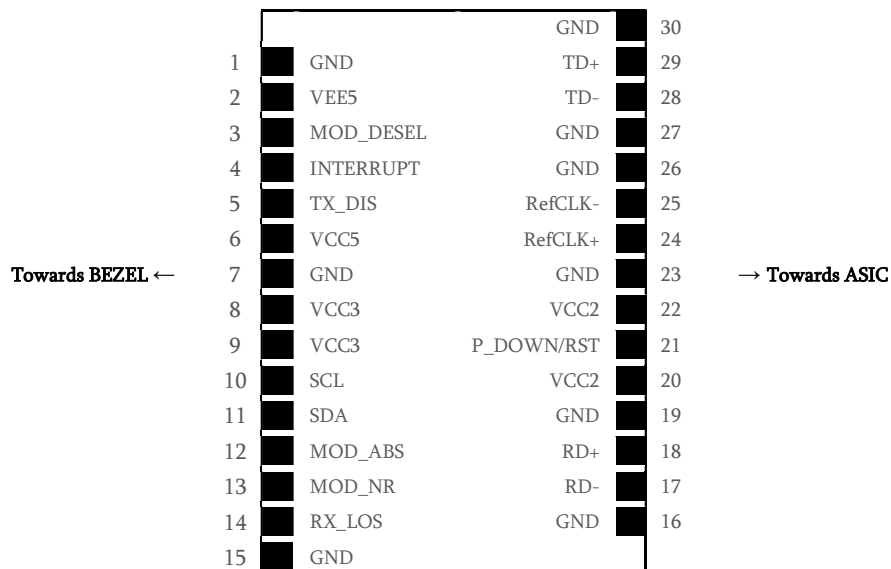 GND 30
1 GND TD+ 29
2 VEE5 TD- 28
3 MOD_DESEL GND 27
4 INTERRUPT GND 26
5 TX_DIS RefCLK- 25
6 VCC5 RefCLK+ 24
Towards BEZEL ← 7 GND GND 23 → Towards ASIC
8 VCC3 VCC2 22
9 VCC3 P_DOWN/RST 21
10 SCL VCC2 20
11 SDA GND 19
12 MOD_ABS RD+ 18
13 MOD_NR RD- 17
14 RX_LOS GND 16
15 GND